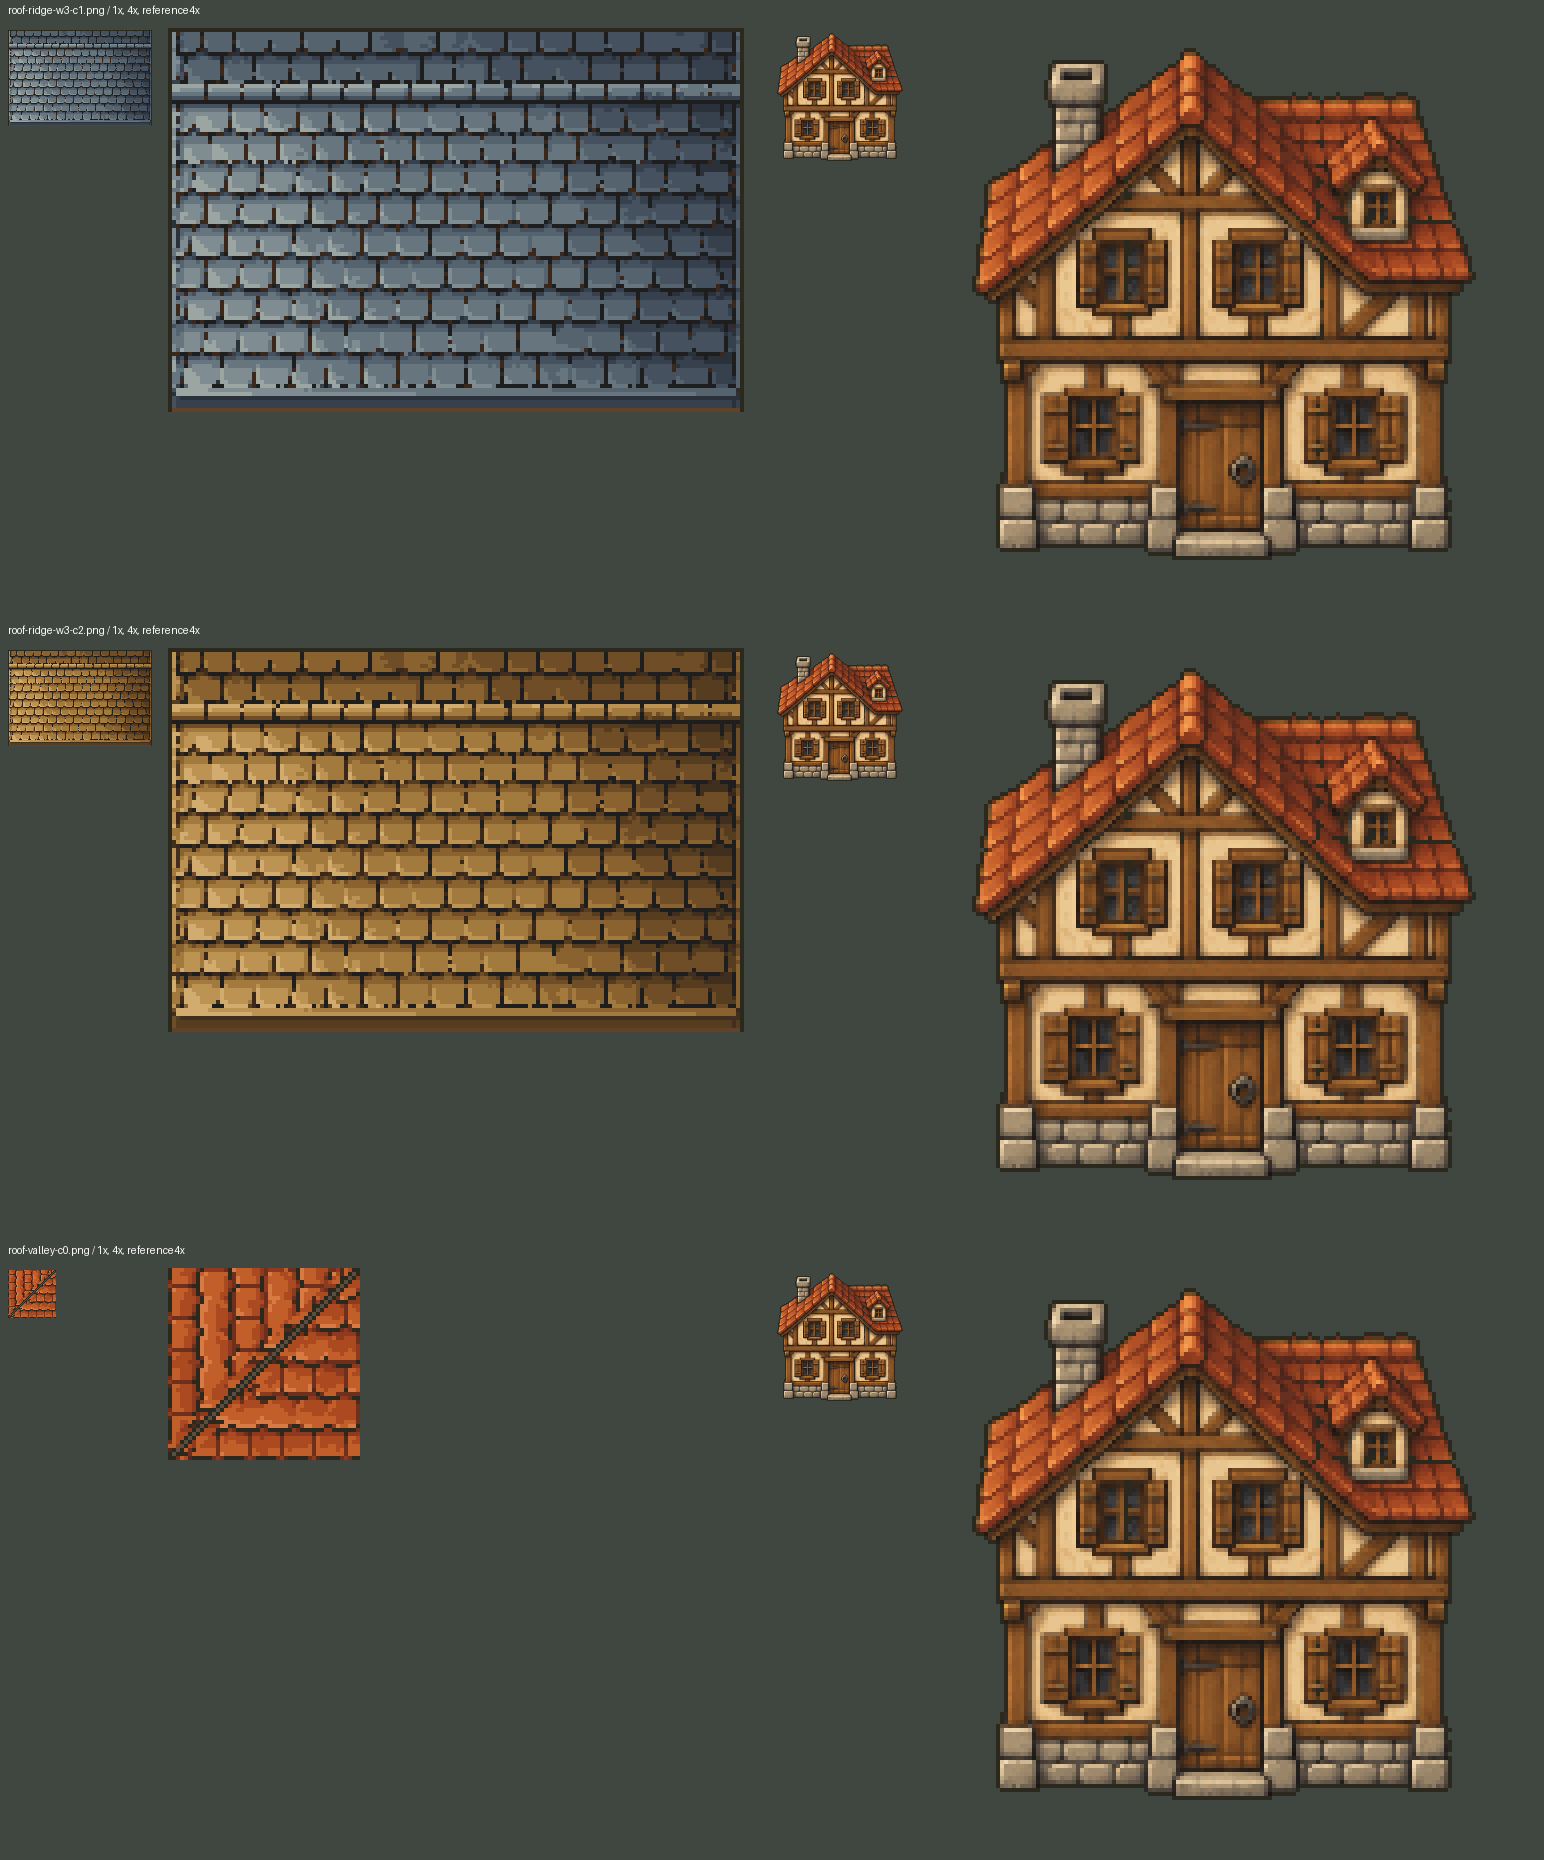 roof-ridge-w3-c1.png / 1x, 4x, reference4x
roof-ridge-w3-c2.png / 1x, 4x, reference4x
roof-valley-c0.png / 1x, 4x, reference4x